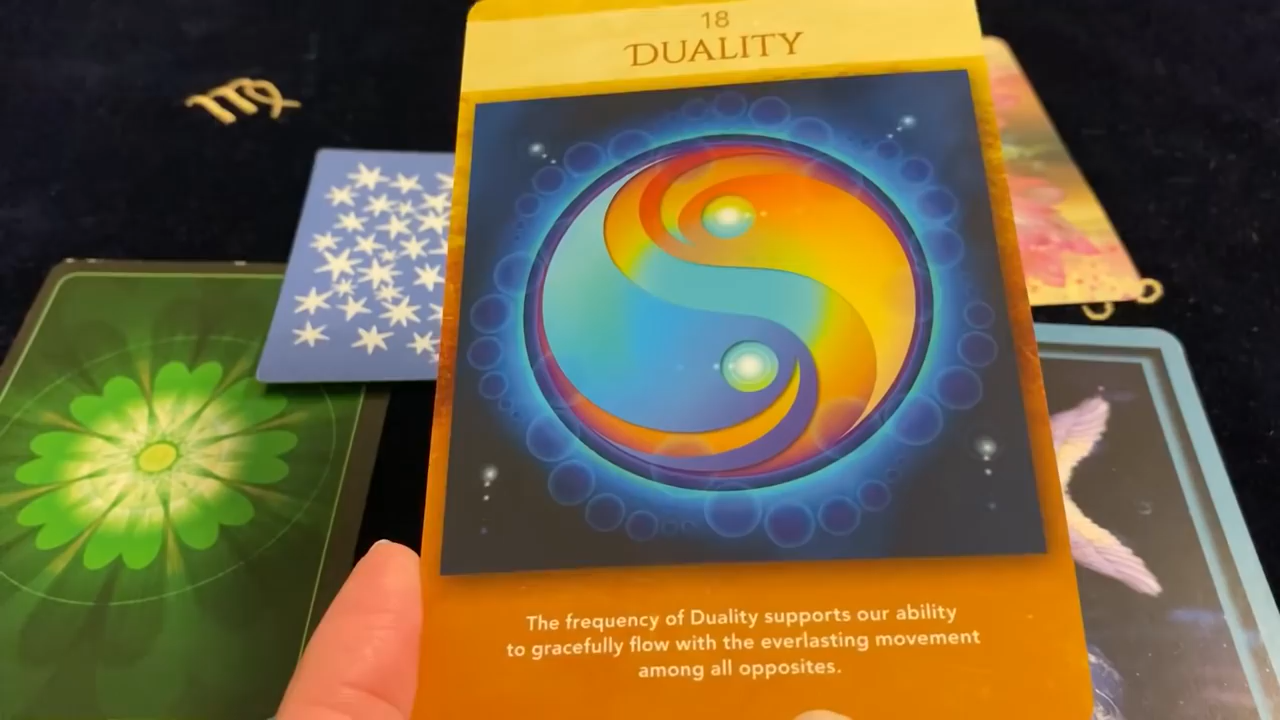 18
DUALITY
The frequency of Duality supports our ability
to gracefully flow with the everlasting movement
among all opposites.